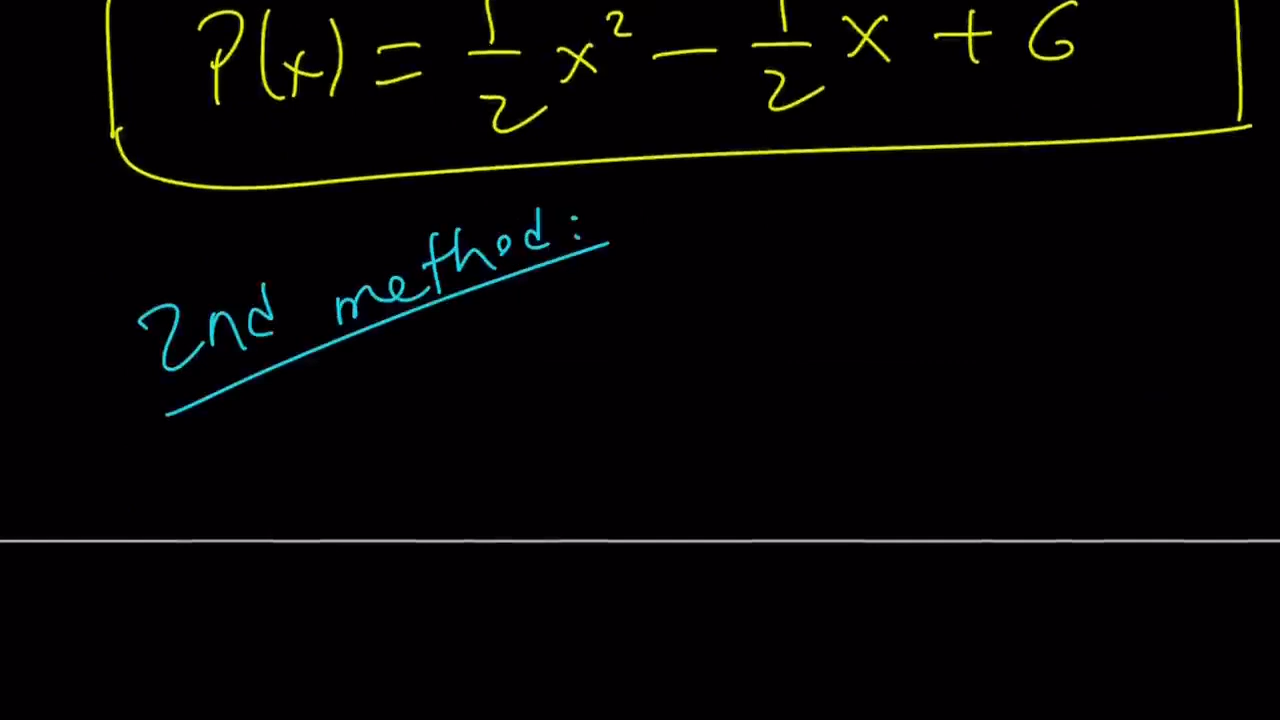 P(x) = 1/2 x² − 1/2 x + 6
2nd method: